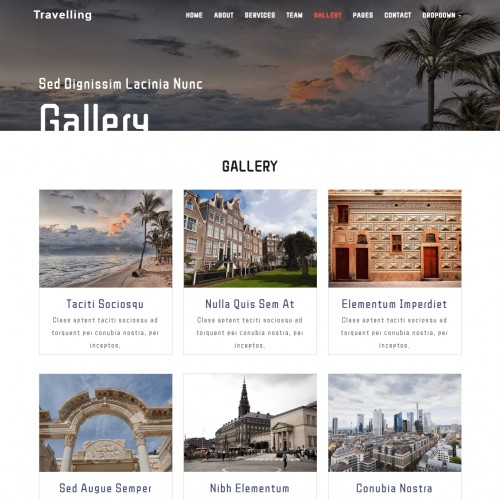 Travelling
HOME ABOUT SERVICES TEAM GALLERY PAGES CONTACT DROPDOWN
Sed Dignissim Lacinia Nunc
Gallery
GALLERY
Taciti Sociosqu
Class aptent taciti sociosqu ad
torquent per conubia nostra, per
inceptos.
Nulla Quis Sem At
Class aptent taciti sociosqu ad
torquent per conubia nostra, per
inceptos.
Elementum Imperdiet
Class aptent taciti sociosqu ad
torquent per conubia nostra, per
inceptos.
Sed Augue Semper
Nibh Elementum
Conubia Nostra